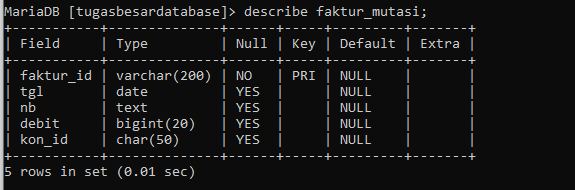 MariaDB [tugasbesardatabase]> describe faktur_mutasi;
+-----------+--------------+------+-----+---------+-------+
| Field     | Type         | Null | Key | Default | Extra |
+-----------+--------------+------+-----+---------+-------+
| faktur_id | varchar(200) | NO   | PRI | NULL    |       |
| tgl       | date         | YES  |     | NULL    |       |
| nb        | text         | YES  |     | NULL    |       |
| debit     | bigint(20)   | YES  |     | NULL    |       |
| kon_id    | char(50)     | YES  |     | NULL    |       |
+-----------+--------------+------+-----+---------+-------+
5 rows in set (0.01 sec)